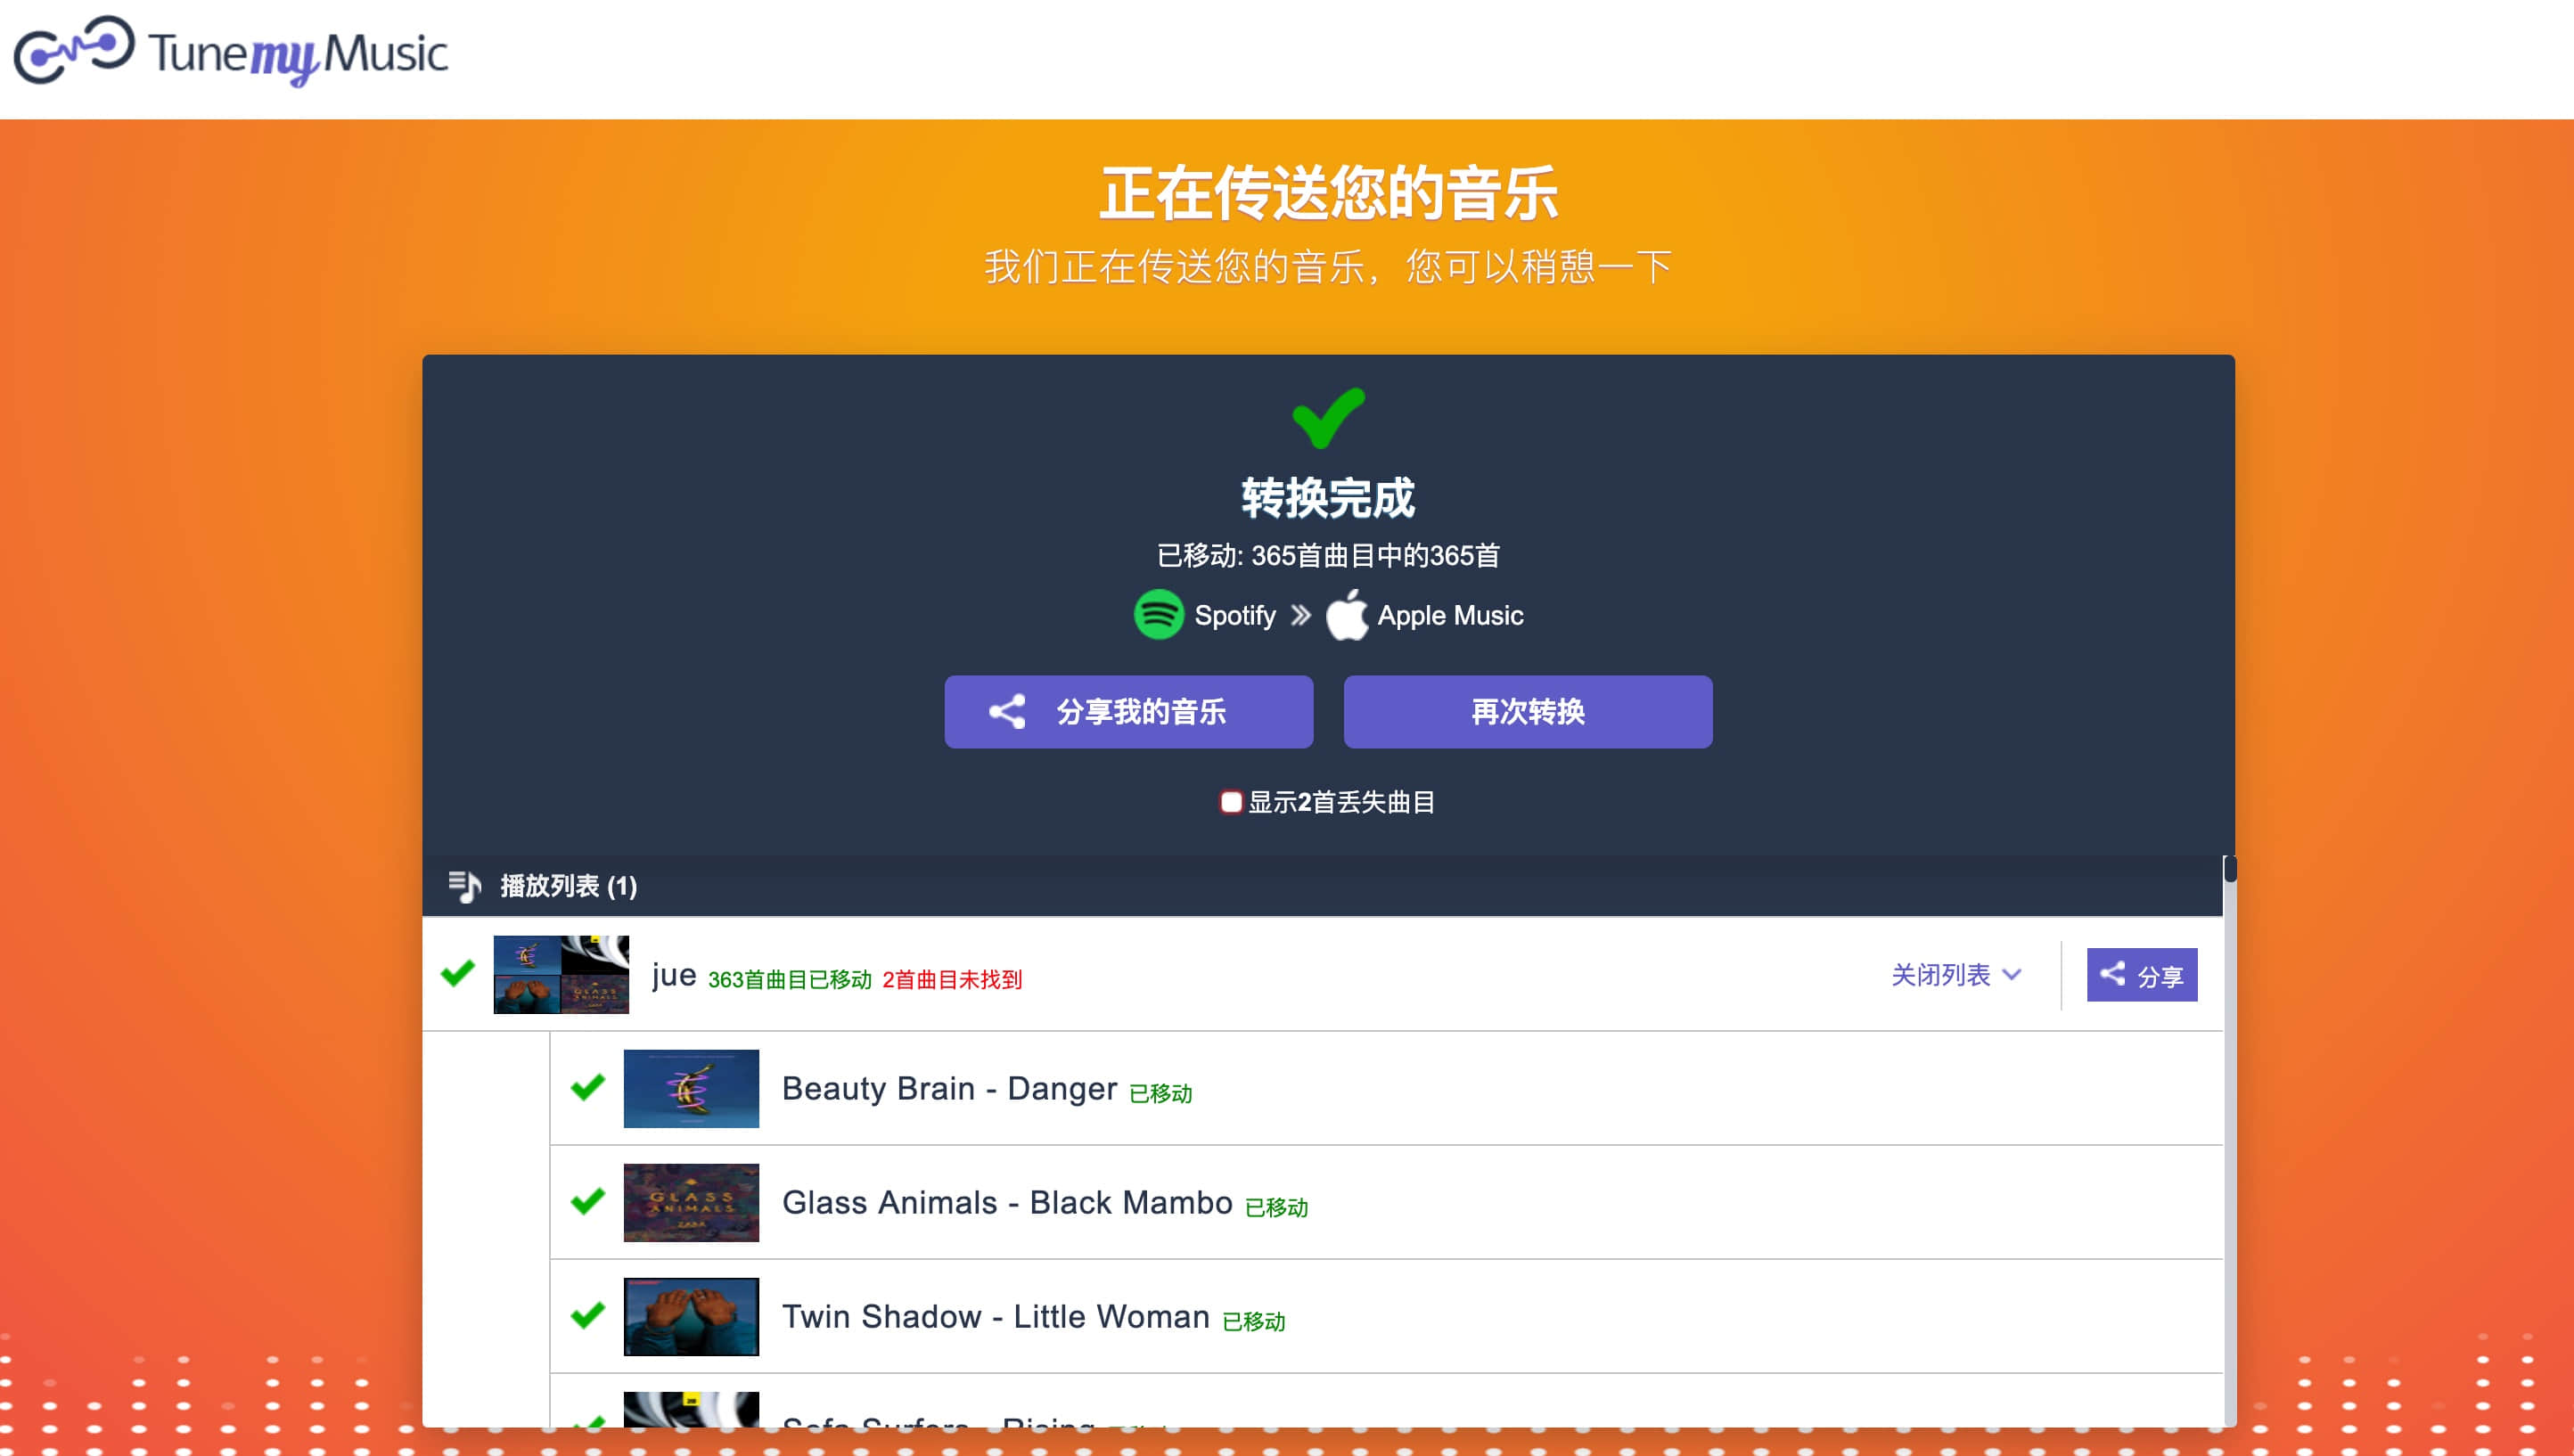 TunemyMusic
正在传送您的音乐
我们正在传送您的音乐，您可以稍憩一下
转换完成
已移动: 365首曲目中的365首
Spotify Apple Music
分享我的音乐 再次转换
显示2首丢失曲目
播放列表 (1)
jue 363首曲目已移动 2首曲目未找到 关闭列表 分享
Beauty Brain - Danger 已移动
GLASS ANIMALS ZABA
Glass Animals - Black Mambo 已移动
Twin Shadow - Little Woman 已移动
Sofa Surfers - Rising